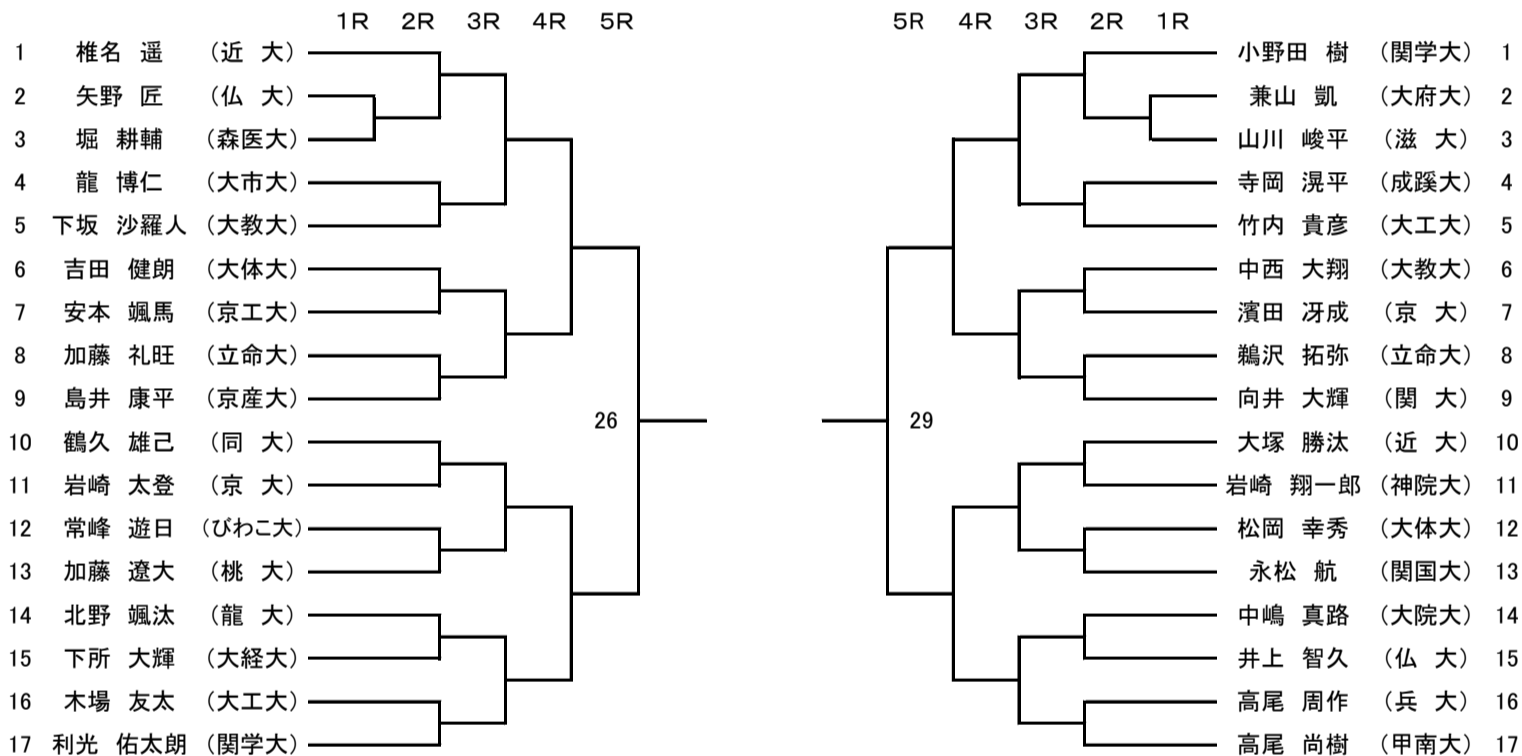 1R 2R 3R 4R 5R
1 椎名 遥 (近 大)
2 矢野 匠 (仏 大)
3 堀 耕輔 (森医大)
4 龍 博仁 (大市大)
5 下坂 沙羅人 (大教大)
6 吉田 健朗 (大体大)
7 安本 颯馬 (京工大)
8 加藤 礼旺 (立命大)
9 島井 康平 (京産大)
26
10 鶴久 雄己 (同 大)
11 岩崎 太登 (京 大)
12 常峰 遊日 (びわこ大)
13 加藤 遼大 (桃 大)
14 北野 颯汰 (龍 大)
15 下所 大輝 (大経大)
16 木場 友太 (大工大)
17 利光 佑太朗 (関学大)
5R 4R 3R 2R 1R
小野田 樹 (関学大) 1
兼山 凱 (大府大) 2
山川 峻平 (滋 大) 3
寺岡 滉平 (成蹊大) 4
竹内 貴彦 (大工大) 5
中西 大翔 (大教大) 6
濱田 冴成 (京 大) 7
鵜沢 拓弥 (立命大) 8
向井 大輝 (関 大) 9
29
大塚 勝汰 (近 大) 10
岩崎 翔一郎 (神院大) 11
松岡 幸秀 (大体大) 12
永松 航 (関国大) 13
中嶋 真路 (大院大) 14
井上 智久 (仏 大) 15
高尾 周作 (兵 大) 16
高尾 尚樹 (甲南大) 17